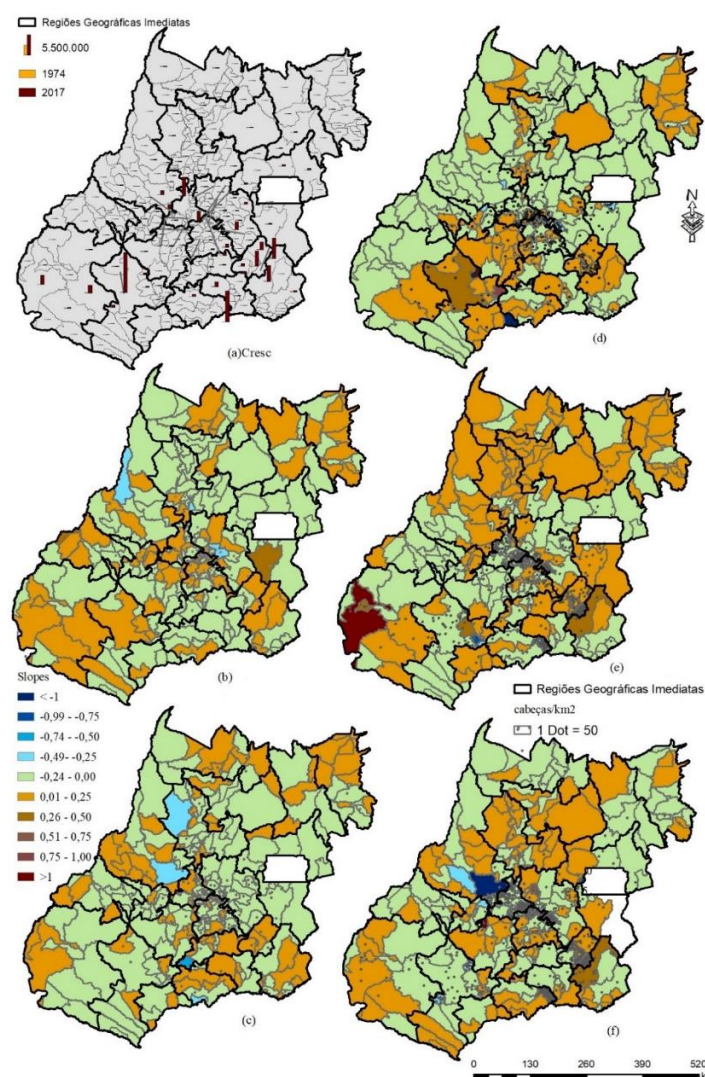 Regiões Geográficas Imediatas
5.500.000
1974
2017
(a)Cresc
N
(d)
(b)
(e)
Slopes
< -1
-0,99 - -0,75
-0,74 - -0,50
-0,49- -0,25
-0,24 - 0,00
0,01 - 0,25
0,26 - 0,50
0,51 - 0,75
0,75 - 1,00
>1
Regiões Geográficas Imediatas
cabeças/km2
1 Dot = 50
(c)
(f)
0 130 260 390 520